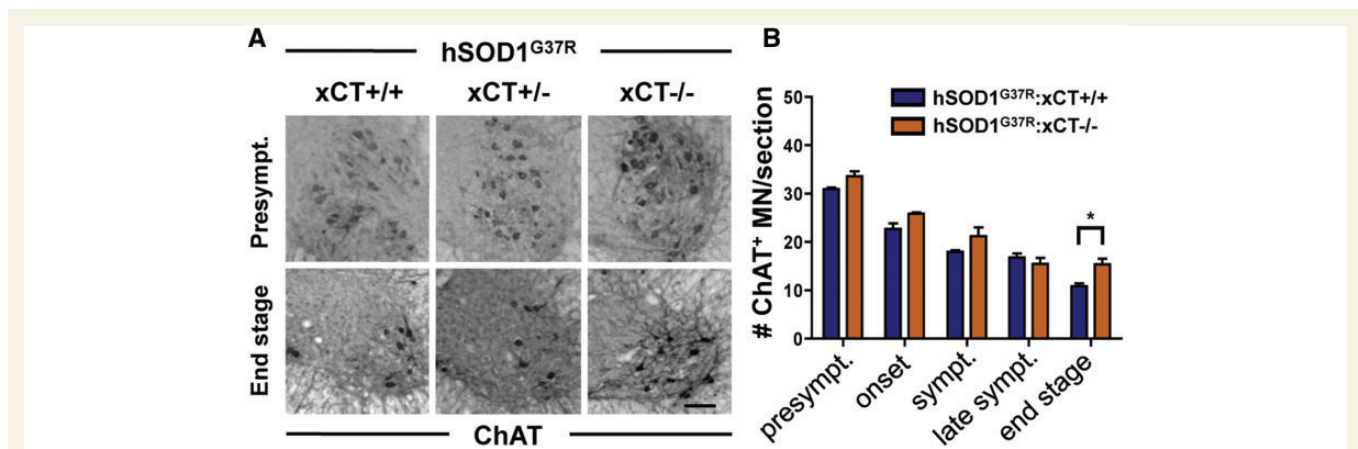 A
hSOD1G37R
xCT+/+ xCT+/- xCT-/-
Presympt.
End stage
ChAT
B
hSOD1G37R:xCT+/+
hSOD1G37R:xCT-/-
# ChAT+ MN/section
50
40
30
20
10
0
*
presympt.
onset
sympt.
late sympt.
end stage